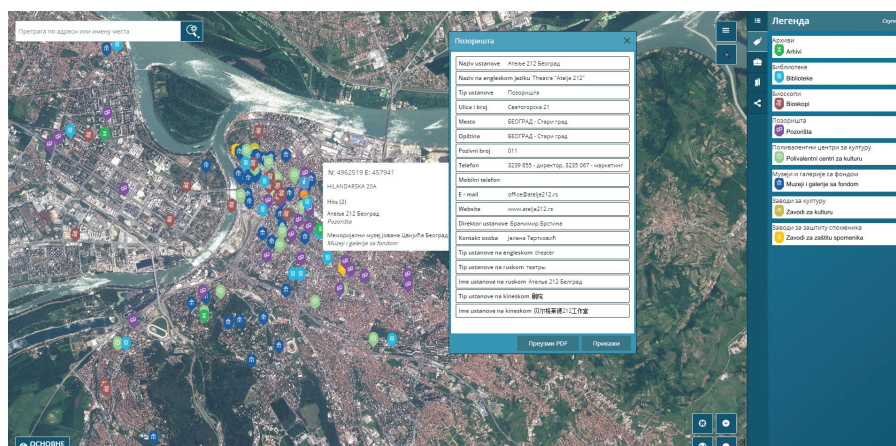 Претрага по адреси или имену места
N: 4962519 E: 457941
HILANDARSKA 20A
Hits (2)
Атеље 212 Београд
Pozorišta
Меморијални музеј Јована Цвијића Београд
Muzeji i galerije sa fondom
Позоришта
Naziv ustanove Атеље 212 Београд
Naziv na engleskom jeziku Theatre "Atelje 212"
Tip ustanove Позоришта
Ulica i broj Светогорска 21
Mesto БЕОГРАД - Стари град
Opština БЕОГРАД - Стари град
Pozivni broj 011
Telefon 3239 855 - директор, 3235 067 - маркетинг
Mobilni telefon
E - mail office@atelje212.rs
Website www.atelje212.rs
Direktor ustanove Бранимир Брстина
Kontakt osoba Јелена Твртковић
Tip ustanove na engleskom theater
Tip ustanove na ruskom театры
Ime ustanove na ruskom Ателье 212 Белград
Tip ustanove na kineskom 剧院
Ime ustanove na kineskom 贝尔格莱德212工作室
Преузми PDF
Прикажи
Легенда
Архиви
Arhivi
Библиотеке
Biblioteke
Биоскопи
Bioskopi
Позоришта
Pozorišta
Поливалентни центри за културу
Polivalentni centri za kulturu
Музеји и галерије са фондом
Muzeji i galerije sa fondom
Заводи за културу
Zavodi za kulturu
Заводи за заштиту споменика
Zavodi za zaštitu spomenika
ОСНОВНЕ